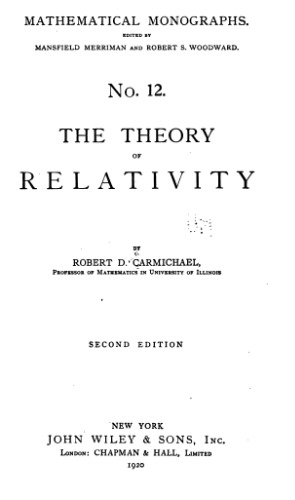 MATHEMATICAL MONOGRAPHS.
EDITED BY
MANSFIELD MERRIMAN AND ROBERT S. WOODWARD.
No. 12.
THE THEORY
OF
RELATIVITY
BY
ROBERT D. CARMICHAEL,
PROFESSOR OF MATHEMATICS IN UNIVERSITY OF ILLINOIS
SECOND EDITION
NEW YORK
JOHN WILEY & SONS, INC.
LONDON: CHAPMAN & HALL, LIMITED
1920